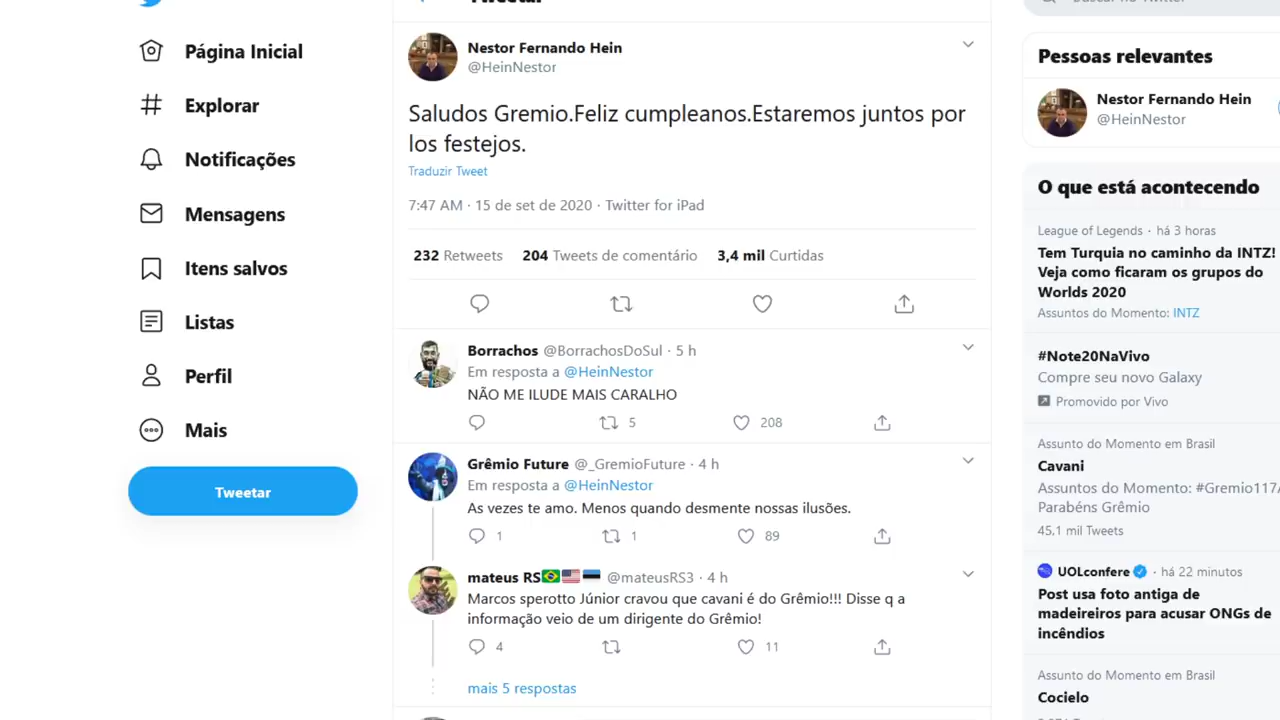 Tweetar
Buscar no Twitter
Página Inicial
Explorar
Notificações
Mensagens
Itens salvos
Listas
Perfil
Mais
Tweetar
Nestor Fernando Hein
@HeinNestor
Saludos Gremio.Feliz cumpleanos.Estaremos juntos por
los festejos.
Traduzir Tweet
7:47 AM · 15 de set de 2020 · Twitter for iPad
232 Retweets 204 Tweets de comentário 3,4 mil Curtidas
Borrachos @BorrachosDoSul · 5 h
Em resposta a @HeinNestor
NÃO ME ILUDE MAIS CARALHO
5 208
Grêmio Future @_GremioFuture · 4 h
Em resposta a @HeinNestor
As vezes te amo. Menos quando desmente nossas ilusões.
1 1 89
mateus RS @mateusRS3 · 4 h
Marcos sperotto Júnior cravou que cavani é do Grêmio!!! Disse q a
informação veio de um dirigente do Grêmio!
4 11
mais 5 respostas
Pessoas relevantes
Nestor Fernando Hein
@HeinNestor
O que está acontecendo
League of Legends · há 3 horas
Tem Turquia no caminho da INTZ!
Veja como ficaram os grupos do
Worlds 2020
Assuntos do Momento: INTZ
#Note20NaVivo
Compre seu novo Galaxy
Promovido por Vivo
Assunto do Momento em Brasil
Cavani
Assuntos do Momento: #Gremio117A
Parabéns Grêmio
45,1 mil Tweets
UOLconfere · há 22 minutos
Post usa foto antiga de
madeireiros para acusar ONGs de
incêndios
Assunto do Momento em Brasil
Cocielo